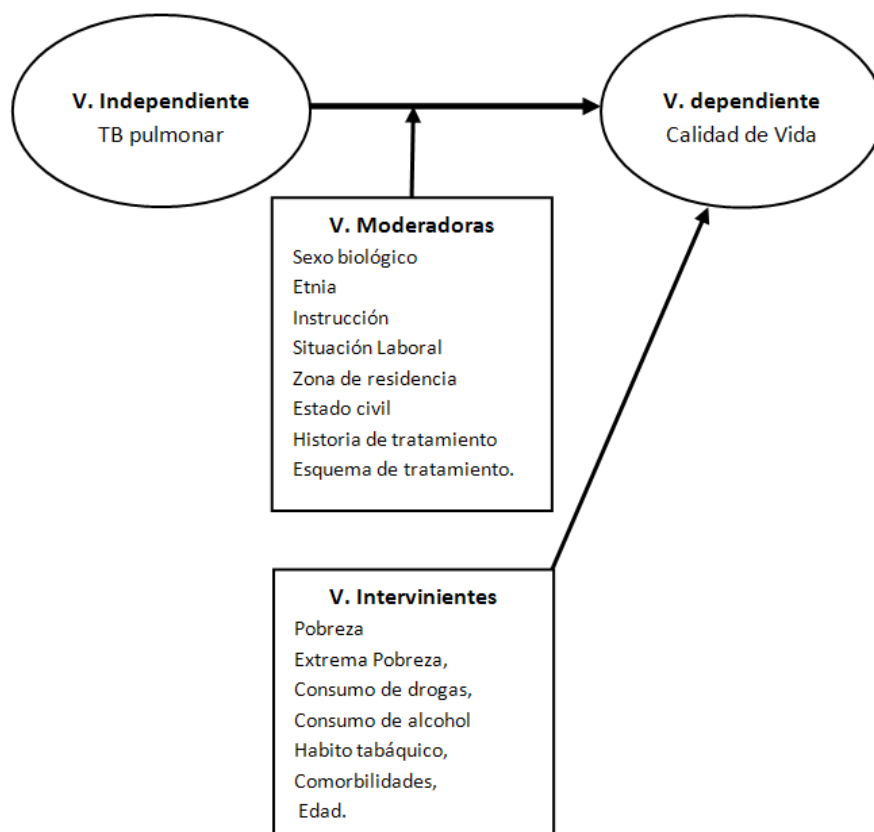 V. Independiente
TB pulmonar
V. dependiente
Calidad de Vida
V. Moderadoras
Sexo biológico
Etnia
Instrucción
Situación Laboral
Zona de residencia
Estado civil
Historia de tratamiento
Esquema de tratamiento.
V. Intervinientes
Pobreza
Extrema Pobreza,
Consumo de drogas,
Consumo de alcohol
Habito tabáquico,
Comorbilidades,
Edad.